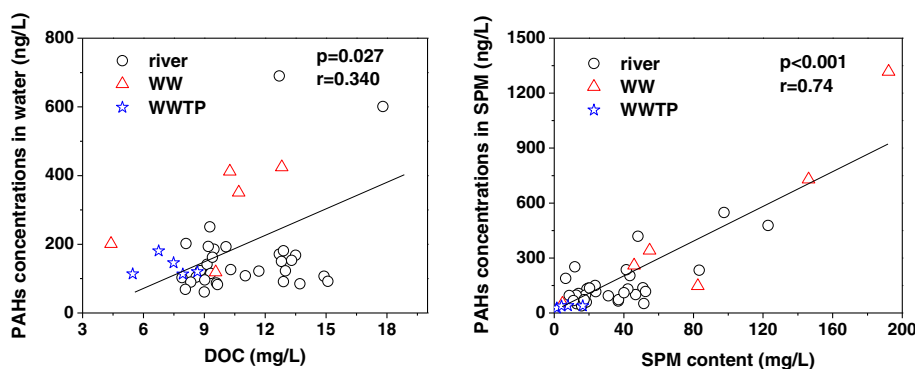 PAHs concentrations in water (ng/L)
800
600
400
200
0
river
WW
WWTP
p=0.027
r=0.340
3
6
9
12
15
18
DOC (mg/L)
PAHs concentrations in SPM (ng/L)
1500
1200
900
600
300
0
river
WW
WWTP
p<0.001
r=0.74
0
40
80
120
160
200
SPM content (mg/L)